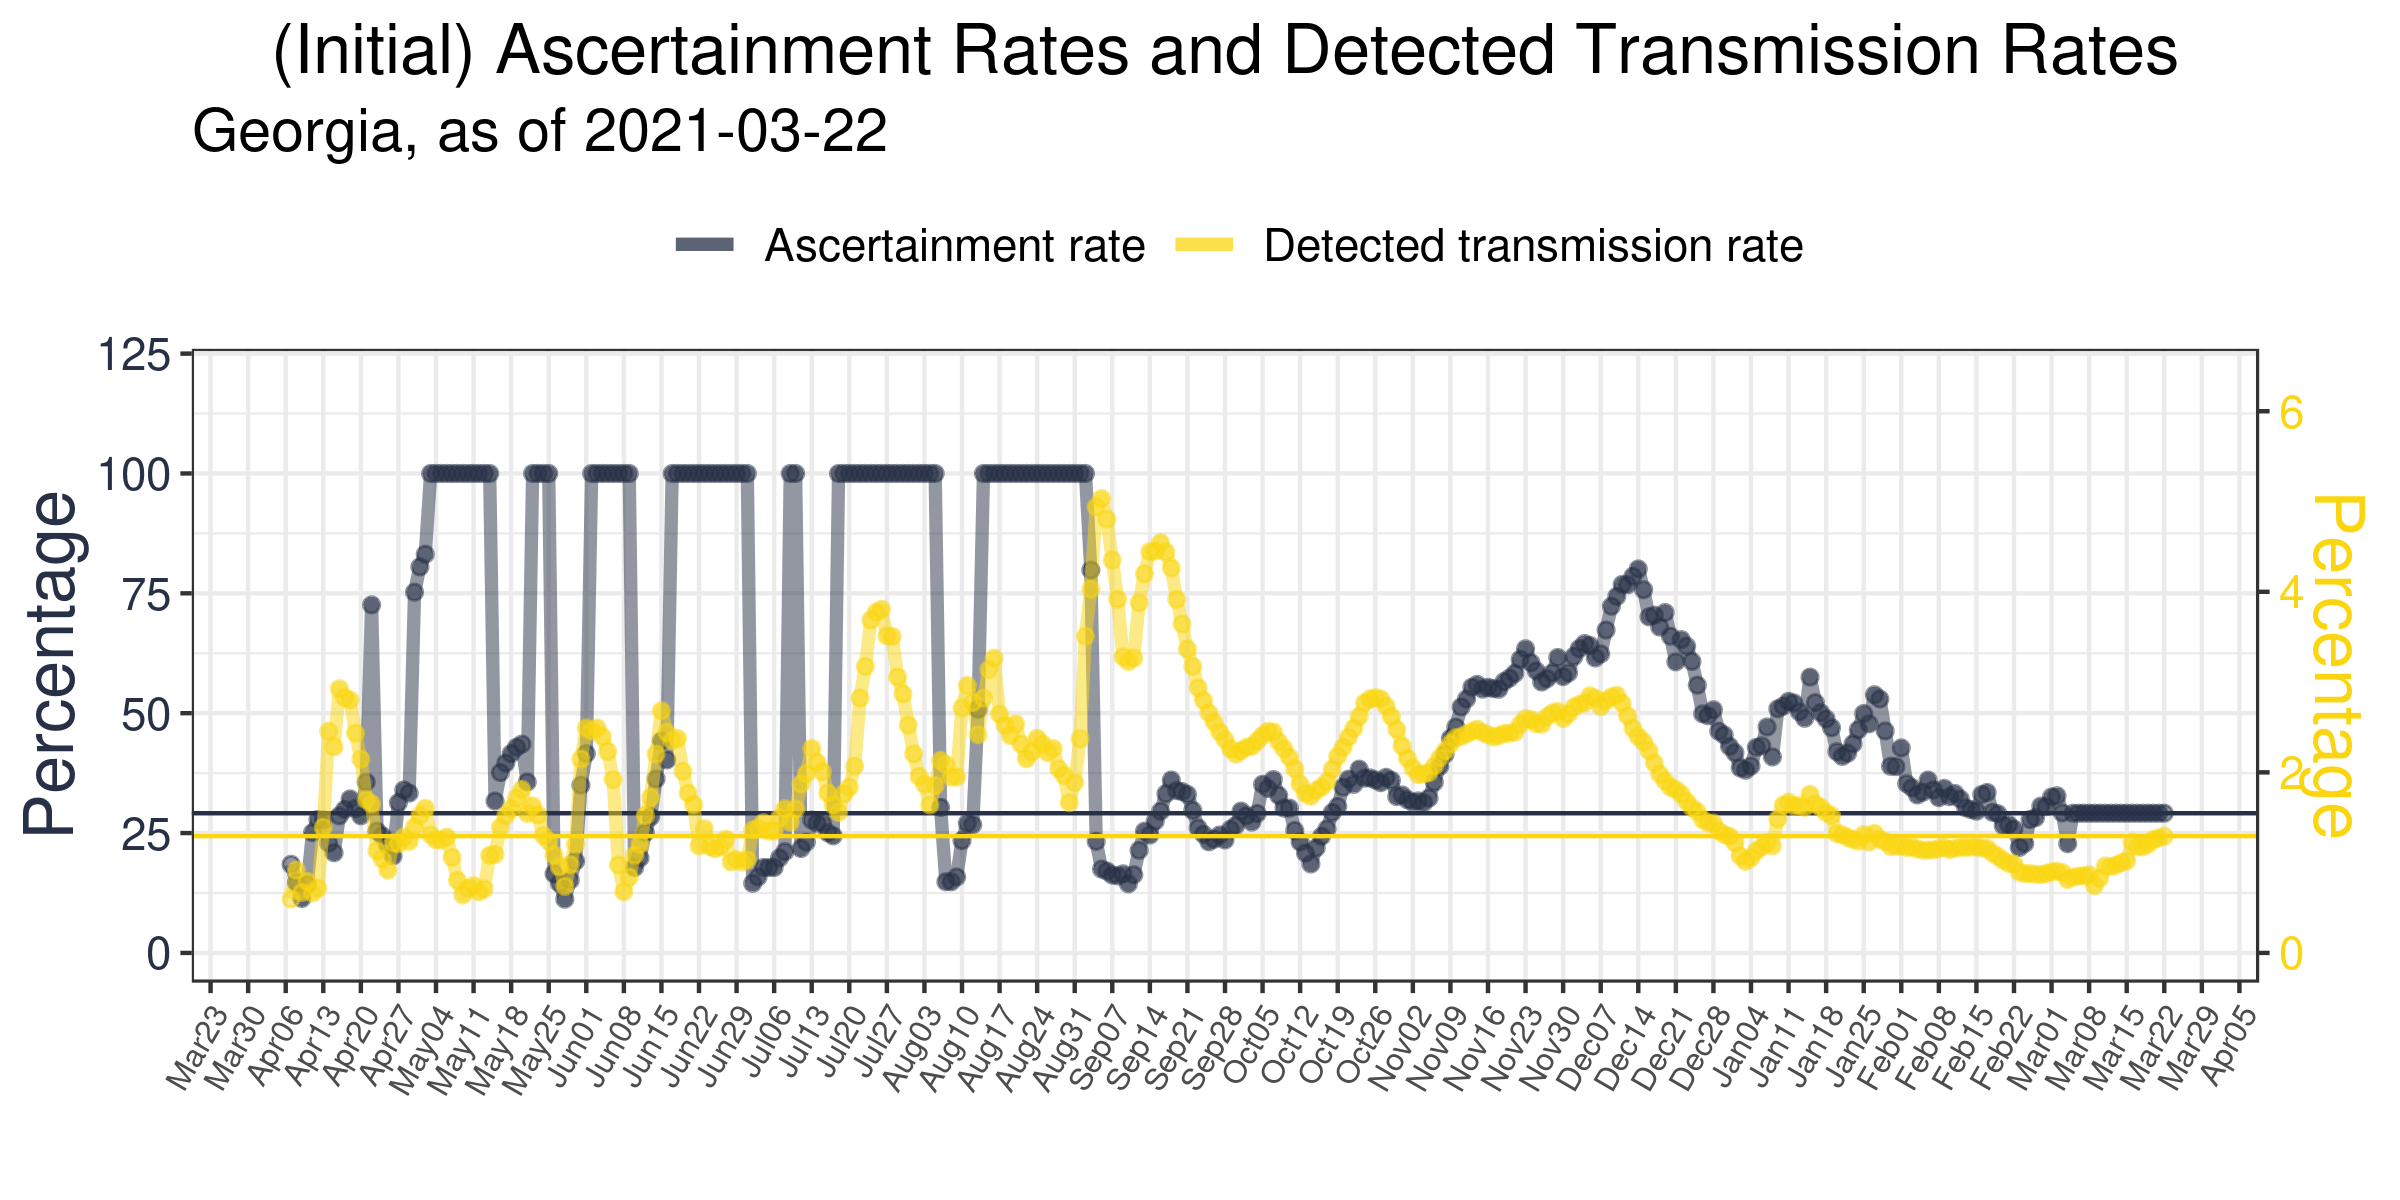 (Initial) Ascertainment Rates and Detected Transmission Rates
Georgia, as of 2021-03-22
Ascertainment rate
Detected transmission rate
125
100
75
50
25
0
Percentage
6
4
2
0
Percentage
Mar23
Mar30
Apr06
Apr13
Apr20
Apr27
May04
May11
May18
May25
Jun01
Jun08
Jun15
Jun22
Jun29
Jul06
Jul13
Jul20
Jul27
Aug03
Aug10
Aug17
Aug24
Aug31
Sep07
Sep14
Sep21
Sep28
Oct05
Oct12
Oct19
Oct26
Nov02
Nov09
Nov16
Nov23
Nov30
Dec07
Dec14
Dec21
Dec28
Jan04
Jan11
Jan18
Jan25
Feb01
Feb08
Feb15
Feb22
Mar01
Mar08
Mar15
Mar22
Mar29
Apr05